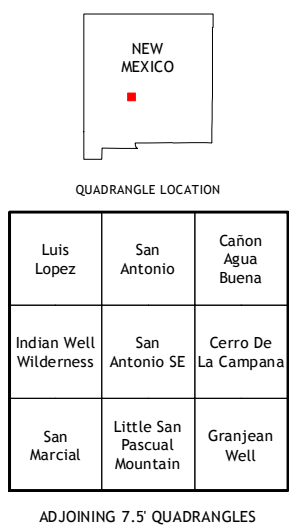 NEW
MEXICO
QUADRANGLE LOCATION
Luis
Lopez
San
Antonio
Cañon
Agua
Buena
Indian Well
Wilderness
San
Antonio SE
Cerro De
La Campana
San
Marcial
Little San
Pascual
Mountain
Granjean
Well
ADJOINING 7.5' QUADRANGLES